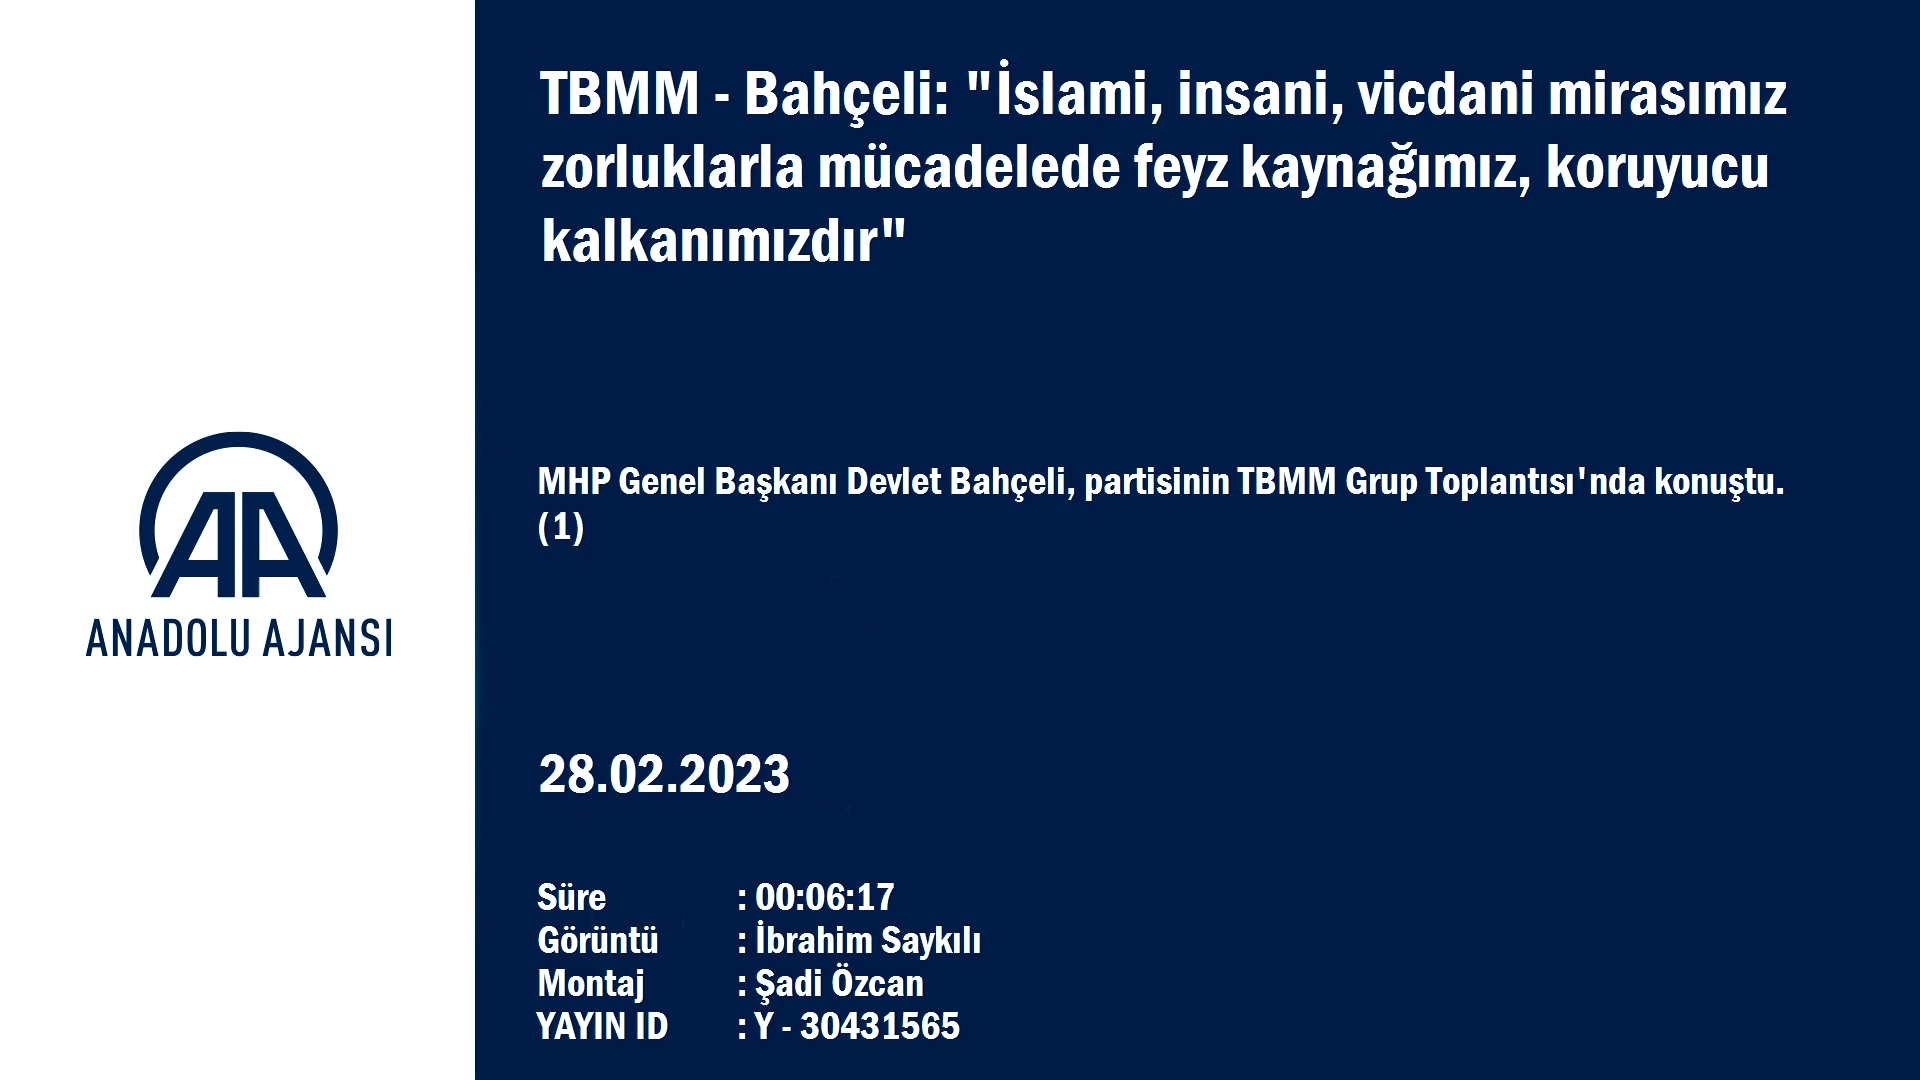 TBMM - Bahçeli: "İslami, insani, vicdani mirasımız
zorluklarla mücadelede feyz kaynağımız, koruyucu
kalkanımızdır"
MHP Genel Başkanı Devlet Bahçeli, partisinin TBMM Grup Toplantısı'nda konuştu.
(1)
AA
ANADOLU AJANSI
28.02.2023
Süre : 00:06:17
Görüntü : İbrahim Saykılı
Montaj : Şadi Özcan
YAYIN ID : Y - 30431565